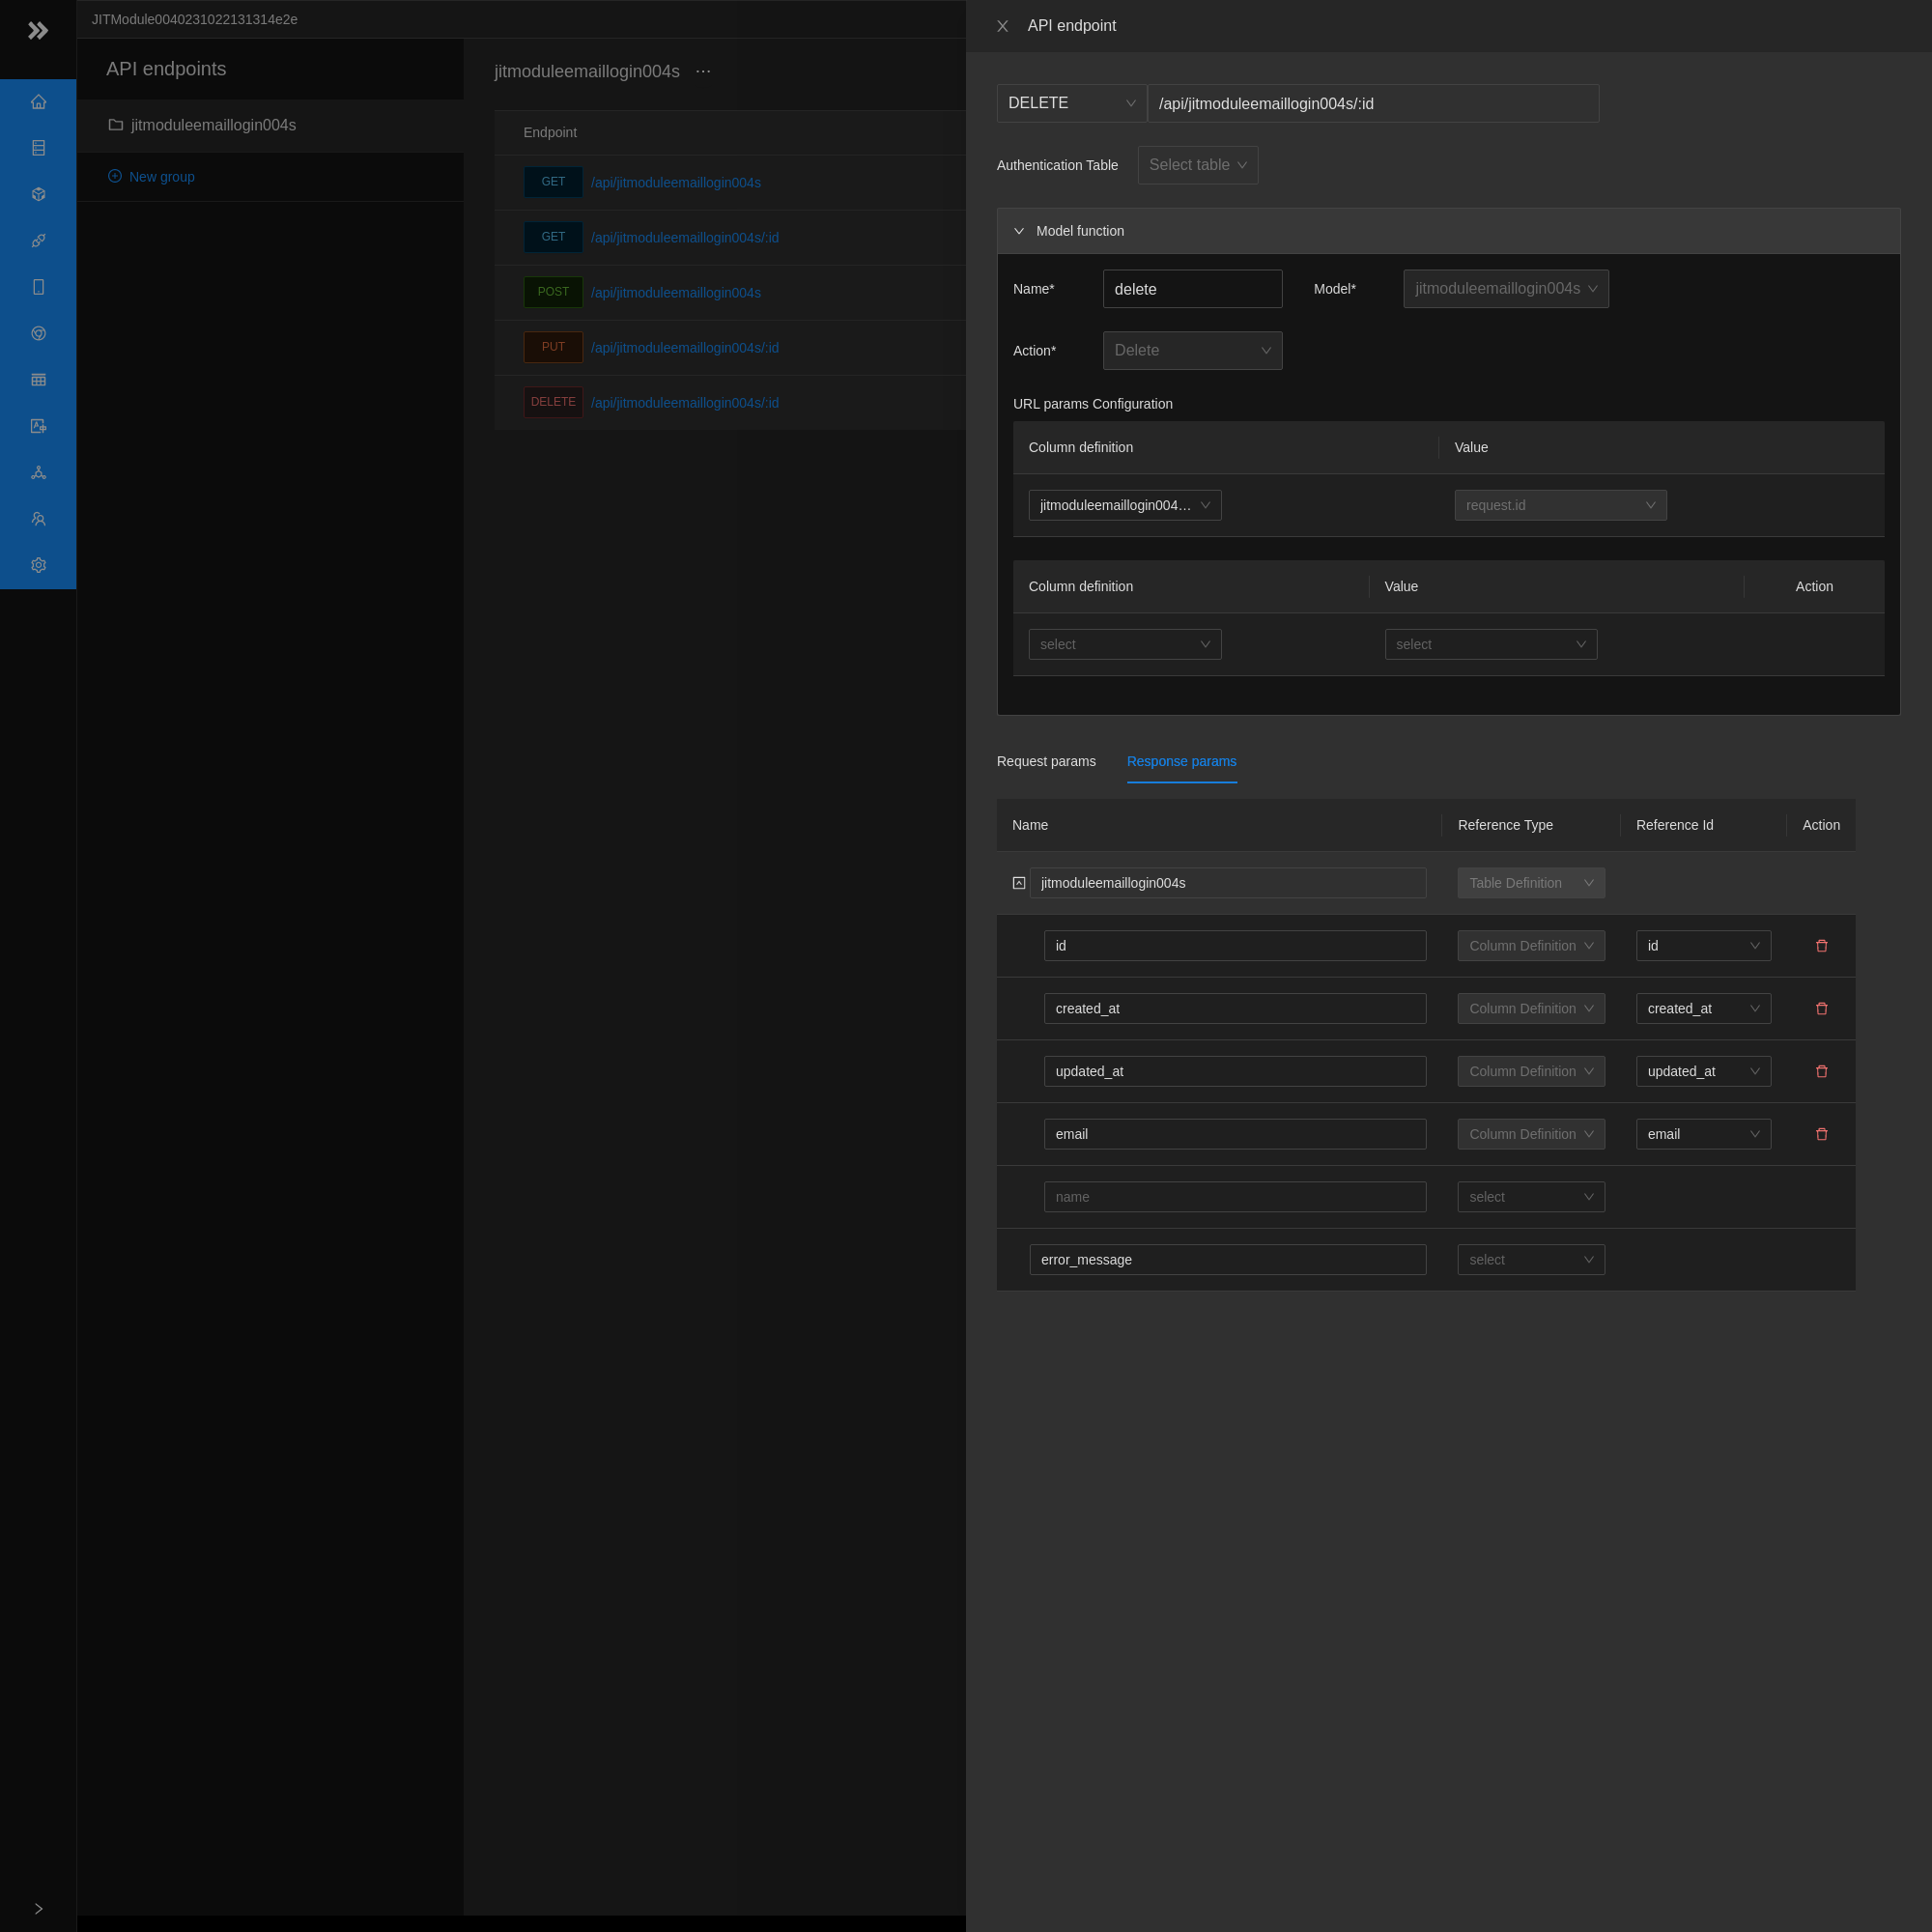 JITModule0040231022131314e2e
API endpoints
jitmoduleemaillogin004s
New group
jitmoduleemaillogin004s ...
Endpoint
GET /api/jitmoduleemaillogin004s
GET /api/jitmoduleemaillogin004s/:id
POST /api/jitmoduleemaillogin004s
PUT /api/jitmoduleemaillogin004s/:id
DELETE /api/jitmoduleemaillogin004s/:id
API endpoint
DELETE /api/jitmoduleemaillogin004s/:id
Authentication Table Select table
Model function
Name* delete Model* jitmoduleemaillogin004s
Action* Delete
URL params Configuration
Column definition Value
jitmoduleemaillogin004... request.id
Column definition Value Action
select select
Request params Response params
Name Reference Type Reference Id Action
jitmoduleemaillogin004s Table Definition
id Column Definition id
created_at Column Definition created_at
updated_at Column Definition updated_at
email Column Definition email
name select
error_message select